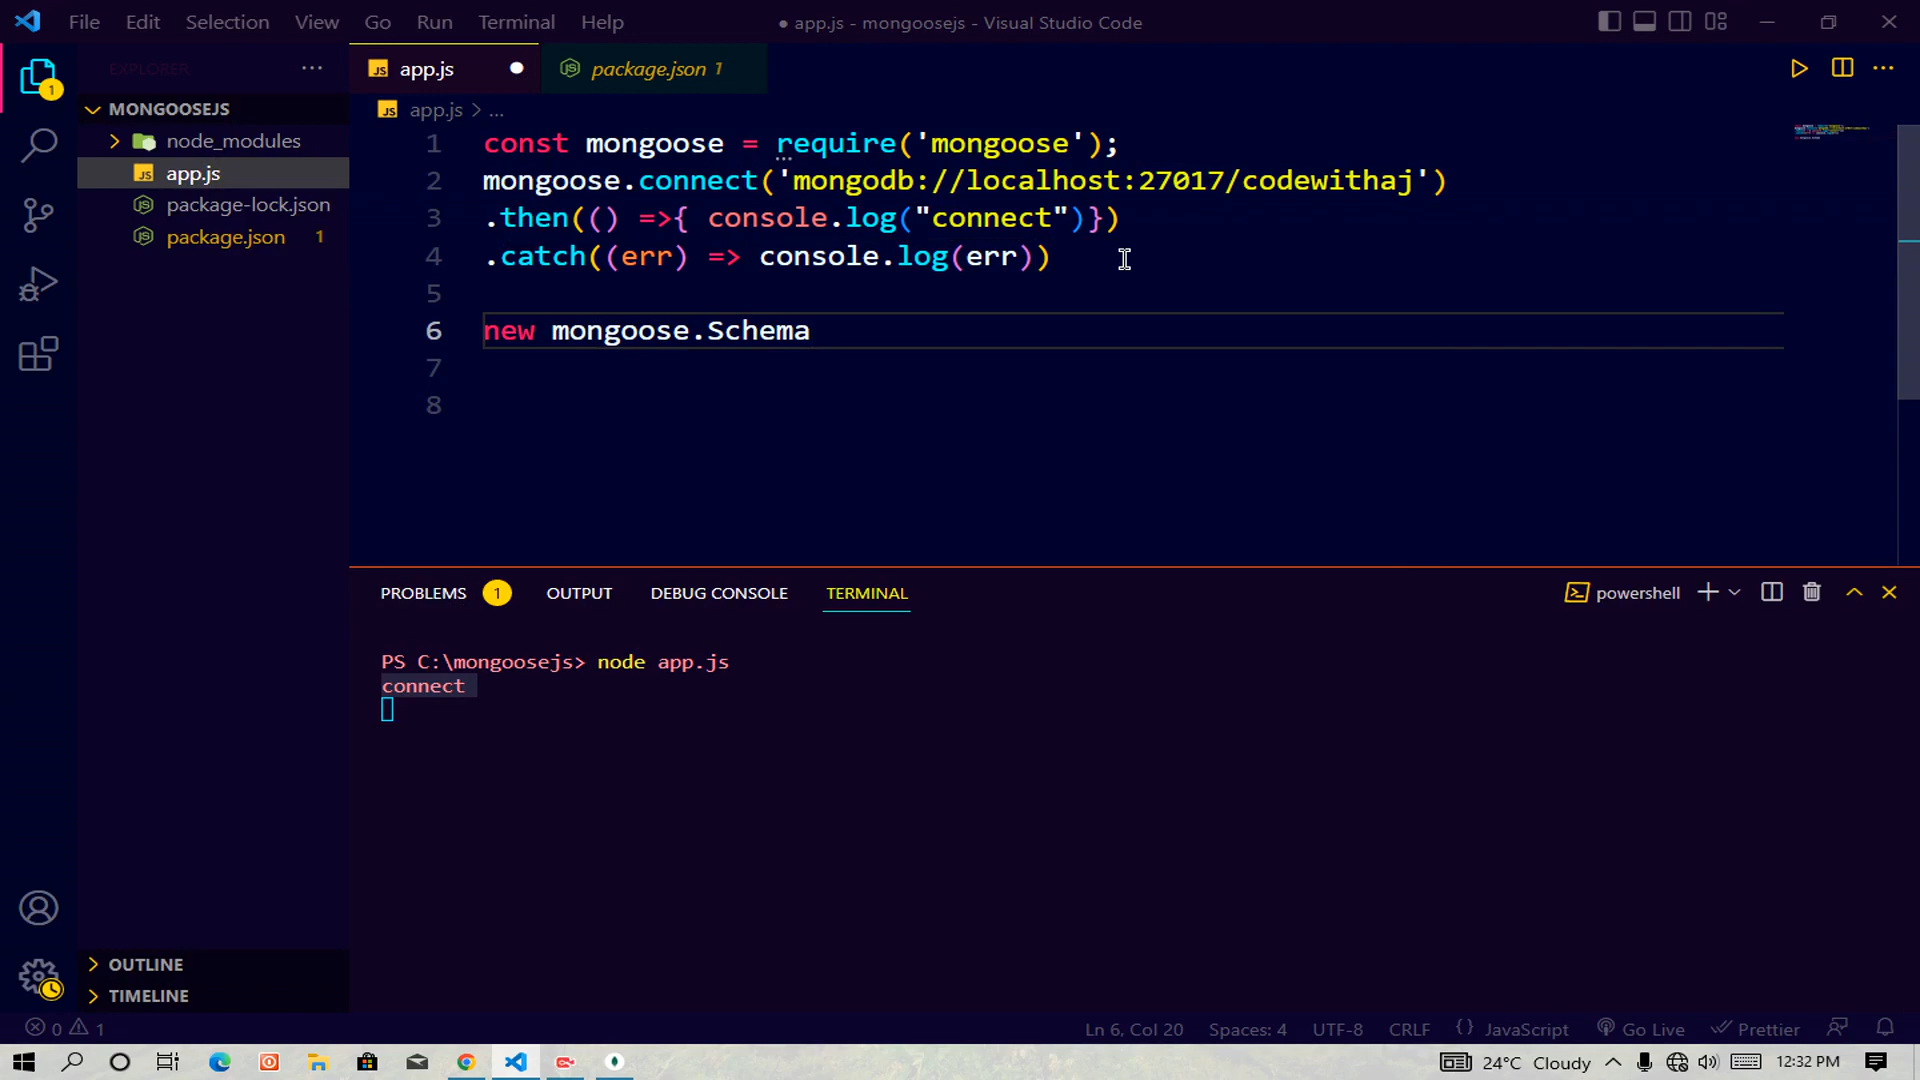 File Edit Selection View Go Run Terminal Help
● app.js - mongoosejs - Visual Studio Code
EXPLORER ...
MONGOOSEJS
node_modules
app.js
package-lock.json
package.json 1
OUTLINE
TIMELINE
1
JS app.js ●
package.json 1
JS app.js > ...
1 const mongoose = require('mongoose');
2 mongoose.connect('mongodb://localhost:27017/codewithaj')
3 .then(() =>{ console.log("connect")})
4 .catch((err) => console.log(err))
5
6 new mongoose.Schema
7
8
PROBLEMS 1 OUTPUT DEBUG CONSOLE TERMINAL
powershell
PS C:\mongoosejs> node app.js
connect
0 1
Ln 6, Col 20 Spaces: 4 UTF-8 CRLF {} JavaScript Go Live Prettier
24°C Cloudy 12:32 PM